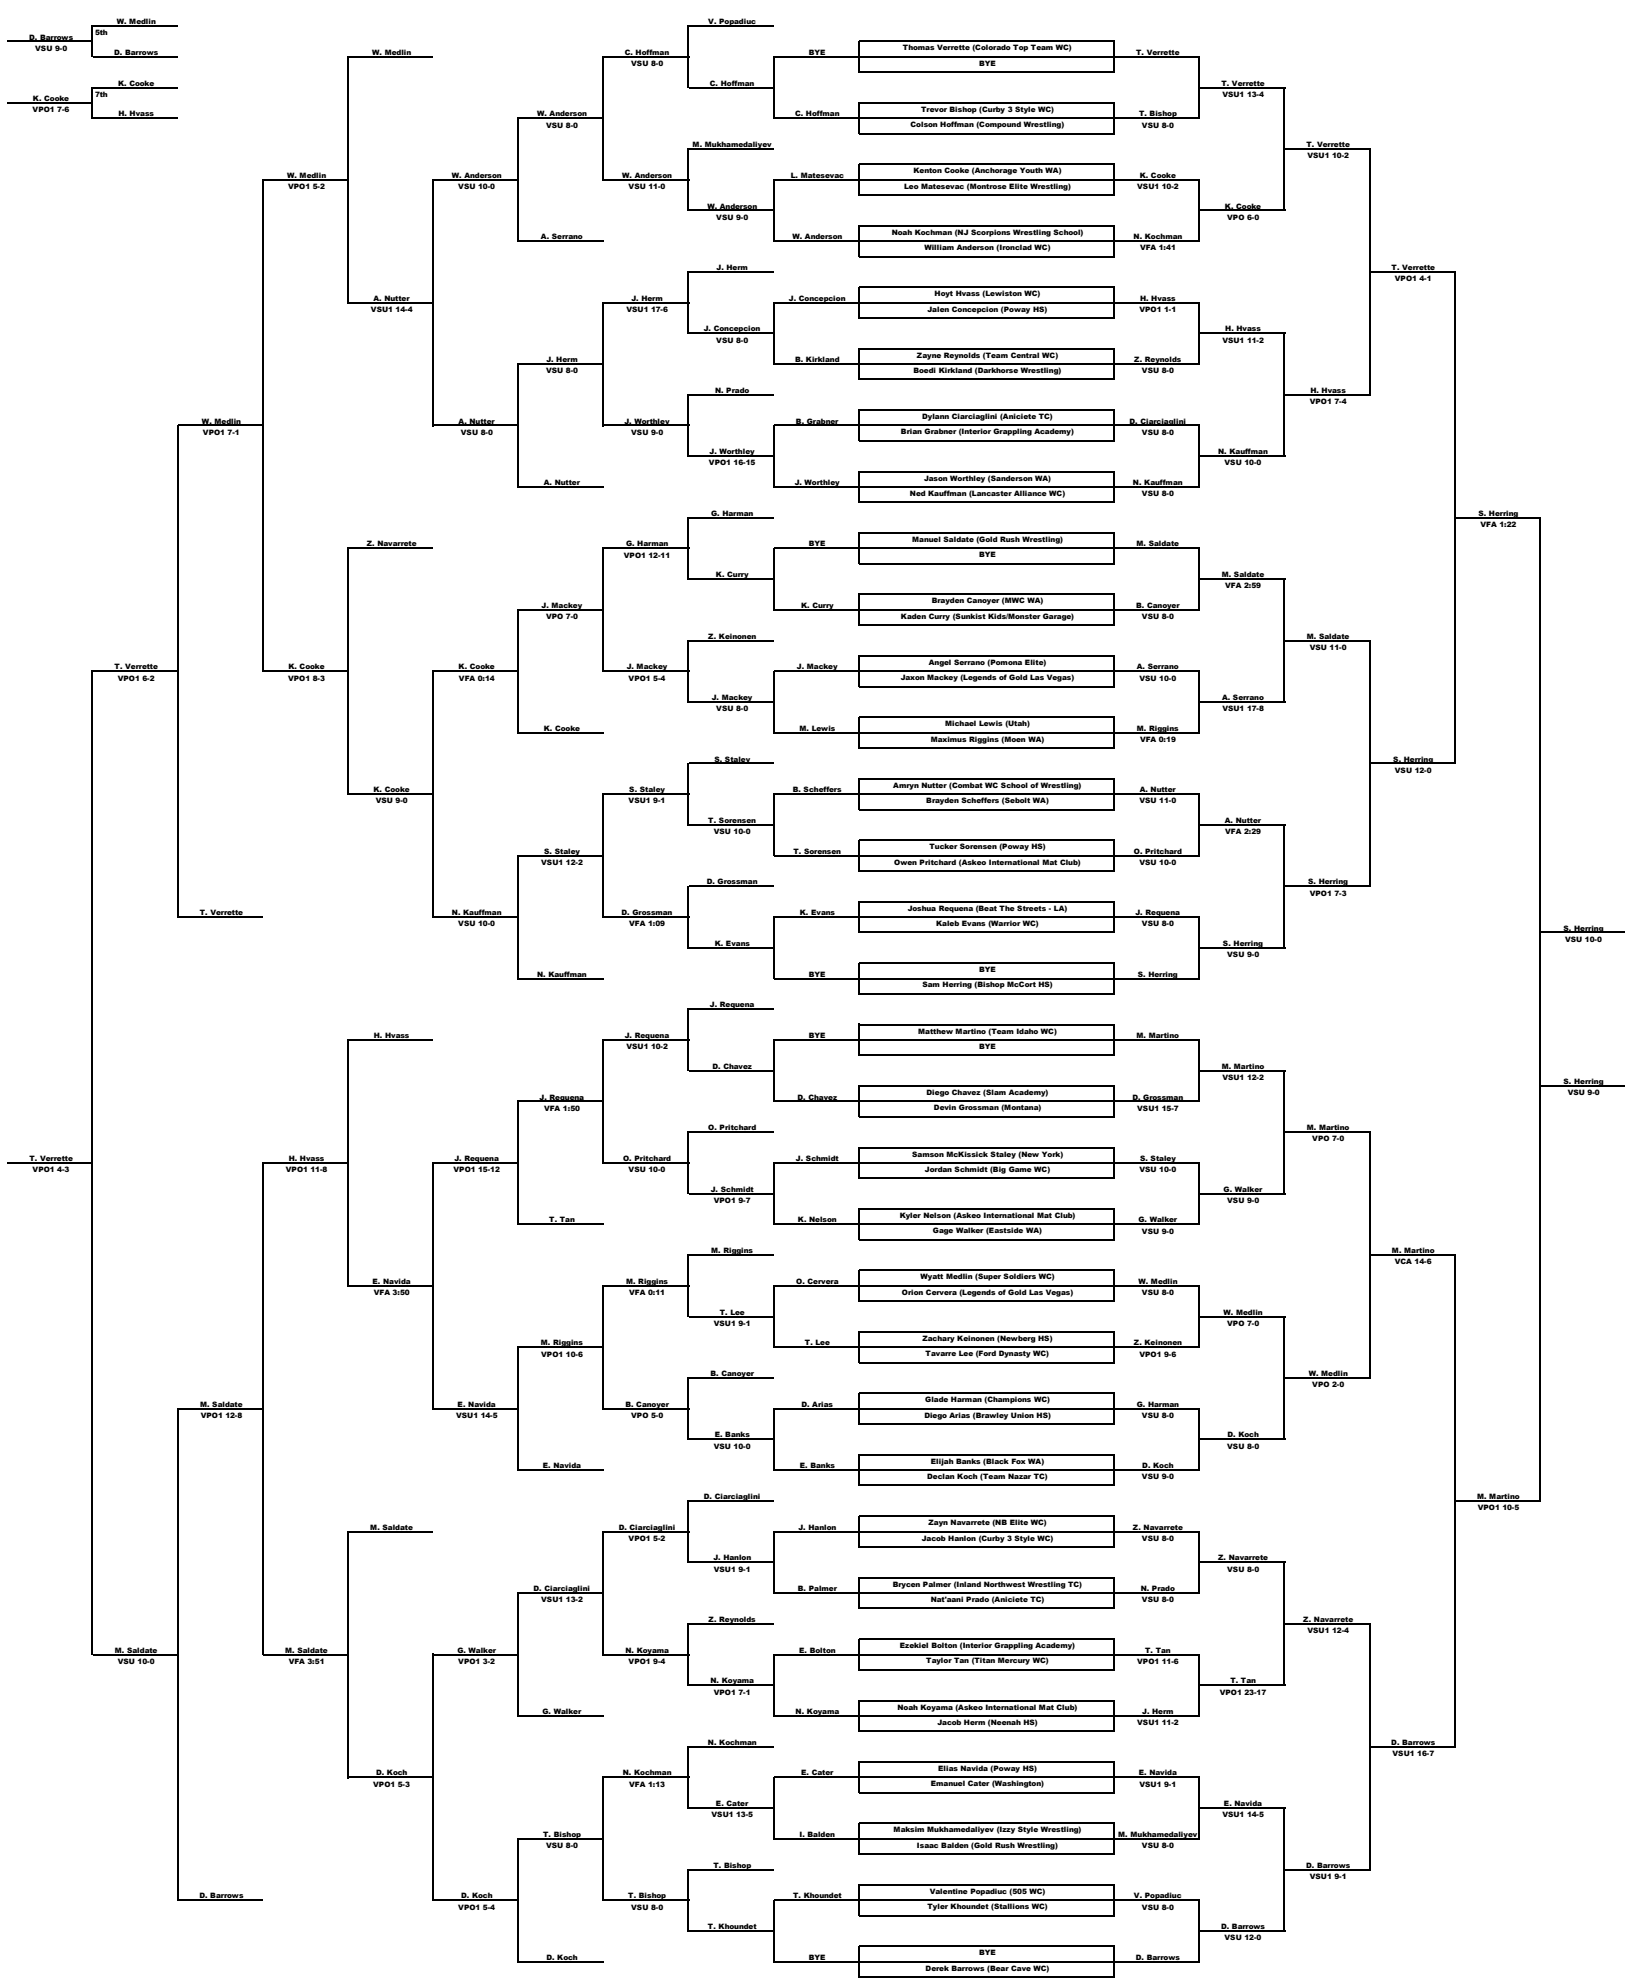 W. Medlin
5th
D. Barrows
VSU 9-0
D. Barrows
K. Cooke
7th
K. Cooke
VPO1 7-6
H. Hvass
T. Verrette
VPO1 4-3
T. Verrette
VPO1 6-2
M. Saldate
VSU 10-0
W. Medlin
VPO1 7-1
T. Verrette
M. Saldate
VPO1 12-8
D. Barrows
W. Medlin
VPO1 5-2
K. Cooke
VPO1 8-3
H. Hvass
VPO1 11-8
M. Saldate
VFA 3:51
W. Medlin
A. Nutter
VSU1 14-4
Z. Navarrete
K. Cooke
VSU 9-0
H. Hvass
E. Navida
VFA 3:50
M. Saldate
D. Koch
VPO1 5-3
W. Anderson
VSU 10-0
A. Nutter
VSU 8-0
K. Cooke
VFA 0:14
N. Kauffman
VSU 10-0
J. Requena
VPO1 15-12
E. Navida
VSU1 14-5
G. Walker
VPO1 3-2
D. Koch
VPO1 5-4
W. Anderson
VSU 8-0
A. Serrano
J. Herm
VSU 8-0
A. Nutter
J. Mackey
VPO 7-0
K. Cooke
S. Staley
VSU1 12-2
N. Kauffman
J. Requena
VFA 1:50
T. Tan
M. Riggins
VPO1 10-6
E. Navida
D. Ciarciaglini
VSU1 13-2
G. Walker
T. Bishop
VSU 8-0
D. Koch
C. Hoffman
VSU 8-0
W. Anderson
VSU 11-0
J. Herm
VSU1 17-6
J. Worthley
VSU 9-0
G. Harman
VPO1 12-11
J. Mackey
VPO1 5-4
S. Staley
VSU1 9-1
D. Grossman
VFA 1:09
J. Requena
VSU1 10-2
O. Pritchard
VSU 10-0
M. Riggins
VFA 0:11
B. Canoyer
VPO 5-0
D. Ciarciaglini
VPO1 5-2
N. Koyama
VPO1 9-4
N. Kochman
VFA 1:13
T. Bishop
VSU 8-0
V. Popadiuc
C. Hoffman
M. Mukhamedaliyev
W. Anderson
VSU 9-0
J. Herm
J. Concepcion
VSU 8-0
N. Prado
J. Worthley
VPO1 16-15
G. Harman
K. Curry
Z. Keinonen
J. Mackey
VSU 8-0
S. Staley
T. Sorensen
VSU 10-0
D. Grossman
K. Evans
J. Requena
D. Chavez
O. Pritchard
J. Schmidt
VPO1 9-7
M. Riggins
T. Lee
VSU1 9-1
B. Canoyer
E. Banks
VSU 10-0
D. Ciarciaglini
J. Hanlon
VSU1 9-1
Z. Reynolds
N. Koyama
VPO1 7-1
N. Kochman
E. Cater
VSU1 13-5
T. Bishop
T. Khoundet
BYE
C. Hoffman
L. Matesevac
W. Anderson
J. Concepcion
B. Kirkland
B. Grabner
J. Worthley
BYE
K. Curry
J. Mackey
M. Lewis
B. Scheffers
T. Sorensen
K. Evans
BYE
BYE
D. Chavez
J. Schmidt
K. Nelson
O. Cervera
T. Lee
D. Arias
E. Banks
J. Hanlon
B. Palmer
E. Bolton
N. Koyama
E. Cater
I. Balden
T. Khoundet
BYE
Thomas Verrette (Colorado Top Team WC)
BYE
Trevor Bishop (Curby 3 Style WC)
Colson Hoffman (Compound Wrestling)
Kenton Cooke (Anchorage Youth WA)
Leo Matesevac (Montrose Elite Wrestling)
Noah Kochman (NJ Scorpions Wrestling School)
William Anderson (Ironclad WC)
Hoyt Hvass (Lewiston WC)
Jalen Concepcion (Poway HS)
Zayne Reynolds (Team Central WC)
Boedi Kirkland (Darkhorse Wrestling)
Dylann Ciarciaglini (Aniciete TC)
Brian Grabner (Interior Grappling Academy)
Jason Worthley (Sanderson WA)
Ned Kauffman (Lancaster Alliance WC)
Manuel Saldate (Gold Rush Wrestling)
BYE
Brayden Canoyer (MWC WA)
Kaden Curry (Sunkist Kids/Monster Garage)
Angel Serrano (Pomona Elite)
Jaxon Mackey (Legends of Gold Las Vegas)
Michael Lewis (Utah)
Maximus Riggins (Moen WA)
Amryn Nutter (Combat WC School of Wrestling)
Brayden Scheffers (Sebolt WA)
Tucker Sorensen (Poway HS)
Owen Pritchard (Askeo International Mat Club)
Joshua Requena (Beat The Streets - LA)
Kaleb Evans (Warrior WC)
BYE
Sam Herring (Bishop McCort HS)
Matthew Martino (Team Idaho WC)
BYE
Diego Chavez (Slam Academy)
Devin Grossman (Montana)
Samson McKissick Staley (New York)
Jordan Schmidt (Big Game WC)
Kyler Nelson (Askeo International Mat Club)
Gage Walker (Eastside WA)
Wyatt Medlin (Super Soldiers WC)
Orion Cervera (Legends of Gold Las Vegas)
Zachary Keinonen (Newberg HS)
Tavarre Lee (Ford Dynasty WC)
Glade Harman (Champions WC)
Diego Arias (Brawley Union HS)
Elijah Banks (Black Fox WA)
Declan Koch (Team Nazar TC)
Zayn Navarrete (NB Elite WC)
Jacob Hanlon (Curby 3 Style WC)
Brycen Palmer (Inland Northwest Wrestling TC)
Nat'aani Prado (Aniciete TC)
Ezekiel Bolton (Interior Grappling Academy)
Taylor Tan (Titan Mercury WC)
Noah Koyama (Askeo International Mat Club)
Jacob Herm (Neenah HS)
Elias Navida (Poway HS)
Emanuel Cater (Washington)
Maksim Mukhamedaliyev (Izzy Style Wrestling)
Isaac Balden (Gold Rush Wrestling)
Valentine Popadiuc (505 WC)
Tyler Khoundet (Stallions WC)
BYE
Derek Barrows (Bear Cave WC)
T. Verrette
T. Bishop
VSU 8-0
K. Cooke
VSU1 10-2
N. Kochman
VFA 1:41
H. Hvass
VPO1 1-1
Z. Reynolds
VSU 8-0
D. Ciarciaglini
VSU 8-0
N. Kauffman
VSU 8-0
M. Saldate
B. Canoyer
VSU 8-0
A. Serrano
VSU 10-0
M. Riggins
VFA 0:19
A. Nutter
VSU 11-0
O. Pritchard
VSU 10-0
J. Requena
VSU 8-0
S. Herring
M. Martino
D. Grossman
VSU1 15-7
S. Staley
VSU 10-0
G. Walker
VSU 9-0
W. Medlin
VSU 8-0
Z. Keinonen
VPO1 9-6
G. Harman
VSU 8-0
D. Koch
VSU 9-0
Z. Navarrete
VSU 8-0
N. Prado
VSU 8-0
T. Tan
VPO1 11-6
J. Herm
VSU1 11-2
E. Navida
VSU1 9-1
M. Mukhamedaliyev
VSU 8-0
V. Popadiuc
VSU 8-0
D. Barrows
T. Verrette
VSU1 13-4
K. Cooke
VPO 6-0
H. Hvass
VSU1 11-2
N. Kauffman
VSU 10-0
M. Saldate
VFA 2:59
A. Serrano
VSU1 17-8
A. Nutter
VFA 2:29
S. Herring
VSU 9-0
M. Martino
VSU1 12-2
G. Walker
VSU 9-0
W. Medlin
VPO 7-0
D. Koch
VSU 8-0
Z. Navarrete
VSU 8-0
T. Tan
VPO1 23-17
E. Navida
VSU1 14-5
D. Barrows
VSU 12-0
T. Verrette
VSU1 10-2
H. Hvass
VPO1 7-4
M. Saldate
VSU 11-0
S. Herring
VPO1 7-3
M. Martino
VPO 7-0
W. Medlin
VPO 2-0
Z. Navarrete
VSU1 12-4
D. Barrows
VSU1 9-1
T. Verrette
VPO1 4-1
S. Herring
VSU 12-0
M. Martino
VCA 14-6
D. Barrows
VSU1 16-7
S. Herring
VFA 1:22
M. Martino
VPO1 10-5
S. Herring
VSU 10-0
S. Herring
VSU 9-0